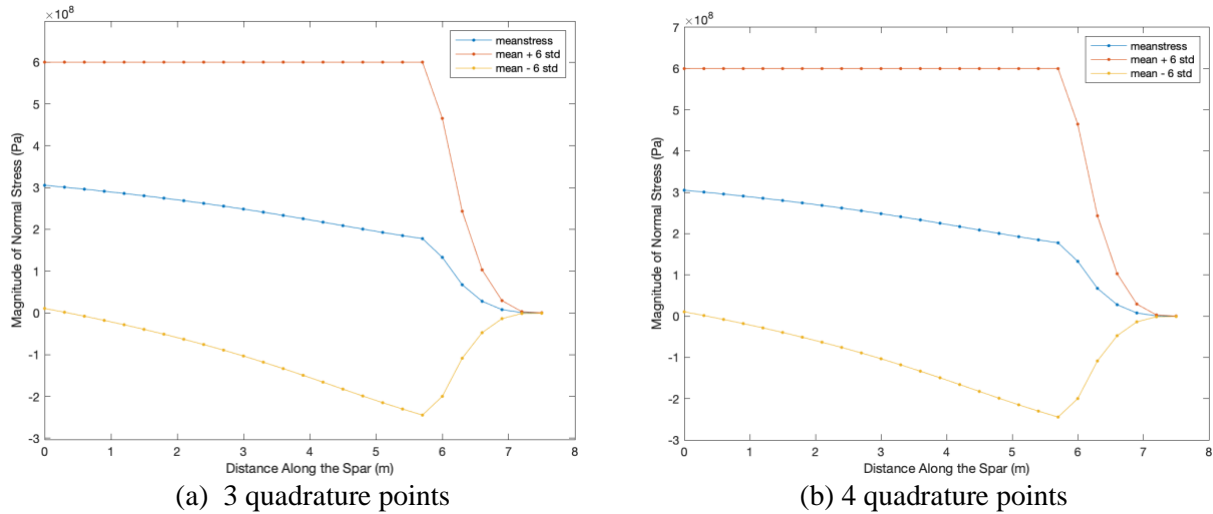 ×10⁸
meanstress
mean + 6 std
mean - 6 std
6
5
4
3
2
1
0
-1
-2
-3
Magnitude of Normal Stress (Pa)
0 1 2 3 4 5 6 7 8
Distance Along the Spar (m)
(a) 3 quadrature points
×10⁸
meanstress
mean + 6 std
mean - 6 std
7
6
5
4
3
2
1
0
-1
-2
-3
Magnitude of Normal Stress (Pa)
0 1 2 3 4 5 6 7 8
Distance Along the Spar (m)
(b) 4 quadrature points